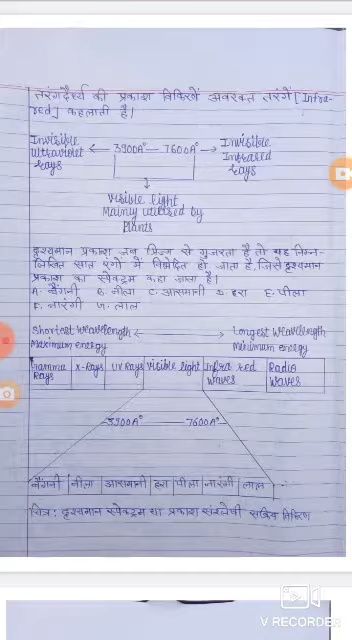 तरंगदैर्ध्य की प्रकाश विकिरणें अवरक्त तरंगें [Infra-
red] कहलाती है।
Invisible ultraviolet rays ← 3900A° — 7600A° → Invisible Infrared rays
↓
Visible light
Mainly utilised by
plants
दृश्यमान प्रकाश जब प्रिज्म से गुजरता है तो यह निम्न-
लिखित सात रंगों में विभेदित हो जाता है, जिसे दृश्यमान
प्रकाश का स्पेक्ट्रम कहा जाता है।
A. बैंगनी B. नीला C. आसमानी D. हरा E. पीला
F. नारंगी G. लाल
Shortest wavelength ← → Longest wavelength
Maximum energy Minimum energy
Gamma Rays X-Rays UV Rays Visible light Infra red waves Radio waves
3900A° — 7600A°
बैंगनी नीला आसमानी हरा पीला नारंगी लाल
चित्र: दृश्यमान स्पेक्ट्रम या प्रकाश संश्लेषी सक्रिय विकिरण
V RECORDER